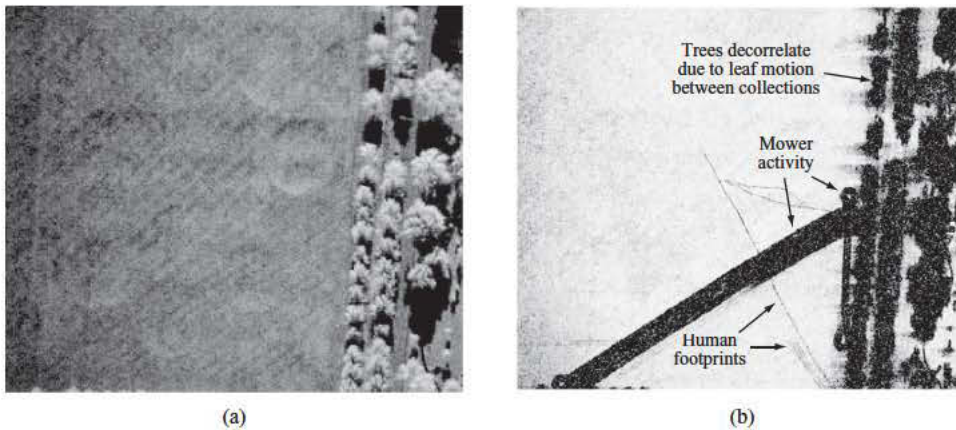 Trees decorrelate
due to leaf motion
between collections
Mower
activity
Human
footprints
(a)
(b)